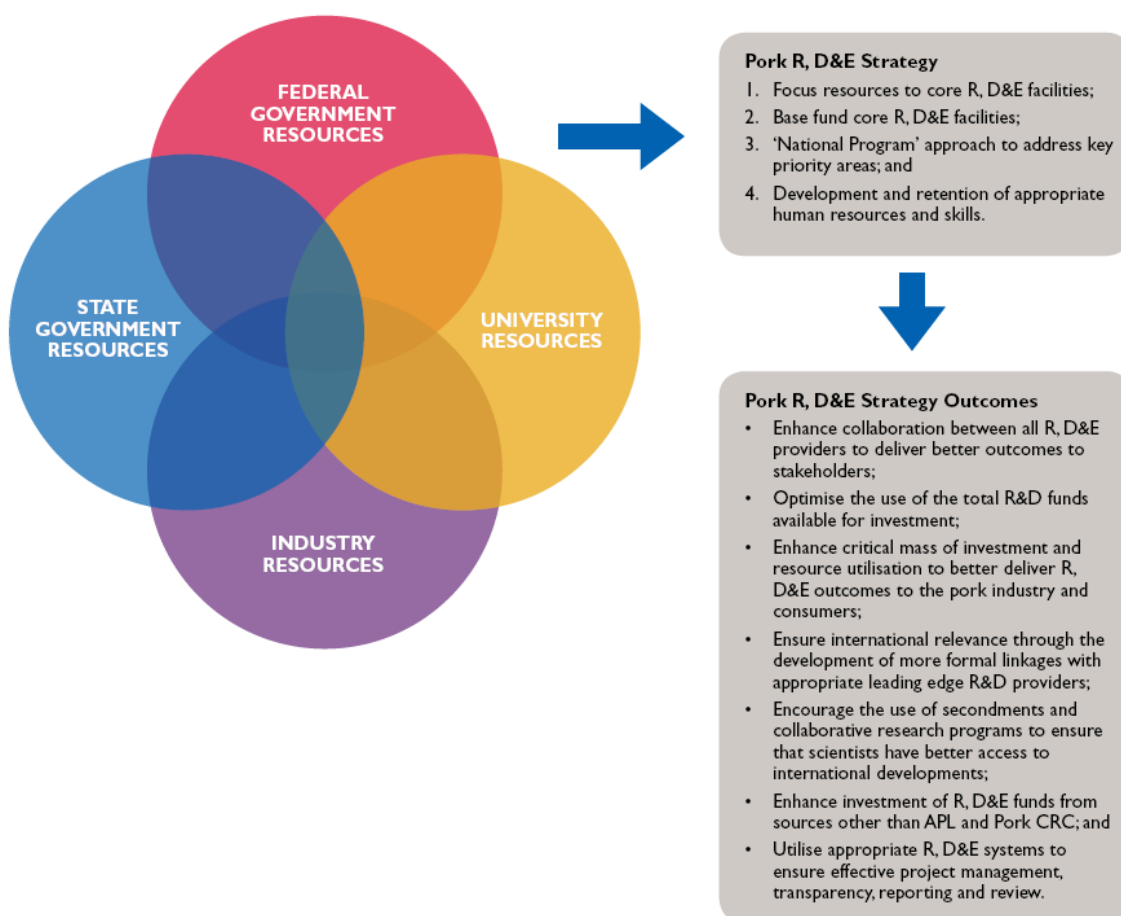 FEDERAL
GOVERNMENT
RESOURCES
STATE
GOVERNMENT
RESOURCES
UNIVERSITY
RESOURCES
INDUSTRY
RESOURCES
Pork R, D&E Strategy
1. Focus resources to core R, D&E facilities;
2. Base fund core R, D&E facilities;
3. ‘National Program’ approach to address key
priority areas; and
4. Development and retention of appropriate
human resources and skills.
Pork R, D&E Strategy Outcomes
• Enhance collaboration between all R, D&E
providers to deliver better outcomes to
stakeholders;
• Optimise the use of the total R&D funds
available for investment;
• Enhance critical mass of investment and
resource utilisation to better deliver R,
D&E outcomes to the pork industry and
consumers;
• Ensure international relevance through the
development of more formal linkages with
appropriate leading edge R&D providers;
• Encourage the use of secondments and
collaborative research programs to ensure
that scientists have better access to
international developments;
• Enhance investment of R, D&E funds from
sources other than APL and Pork CRC; and
• Utilise appropriate R, D&E systems to
ensure effective project management,
transparency, reporting and review.